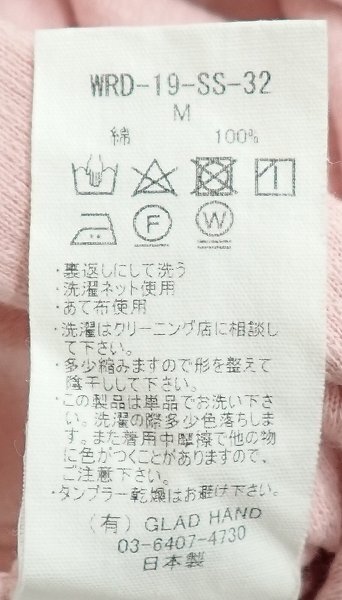 WRD-19-SS-32
M
綿 100%
F W
・裏返しにして洗う
・洗濯ネット使用
・あて布使用
・洗濯はクリーニング店に相談し
て下さい。
・多少縮みますので形を整えて
陰干しして下さい。
・この製品は単品でお洗い下さ
い。洗濯の際多少色落ちしま
す。また着用中摩擦で他の物
に色がつくことがありますので、
ご注意下さい。
・タンブラー乾燥はお避け下さい。
(有) GLAD HAND
03-6407-4730
日本製